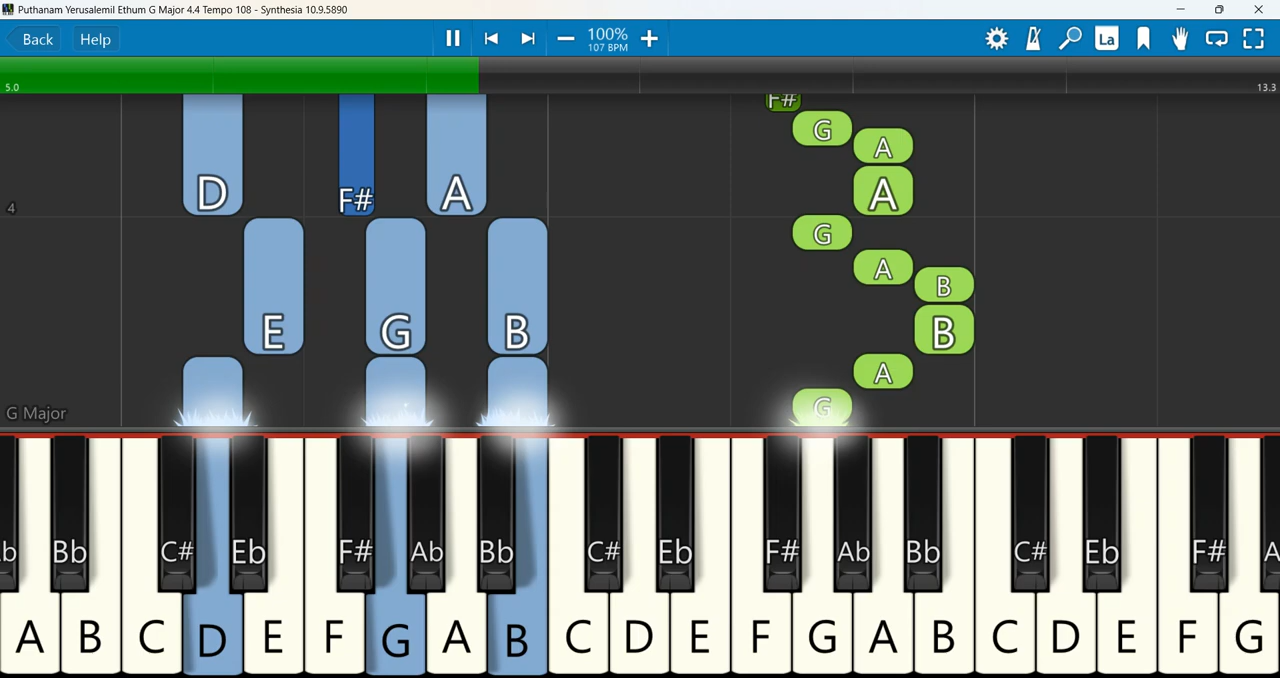 Puthanam Yerusalemil Ethum G Major 4.4 Tempo 108 - Synthesia 10.9.5890
Back Help 100% La
107 BPM
5.0 13.3
F#
G
A
D F# A A
4
G
A
B
E G B B
A
G Major G
b Bb C# Eb F# Ab Bb C# Eb F# Ab Bb C# Eb F# A
A B C D E F G A B C D E F G A B C D E F G